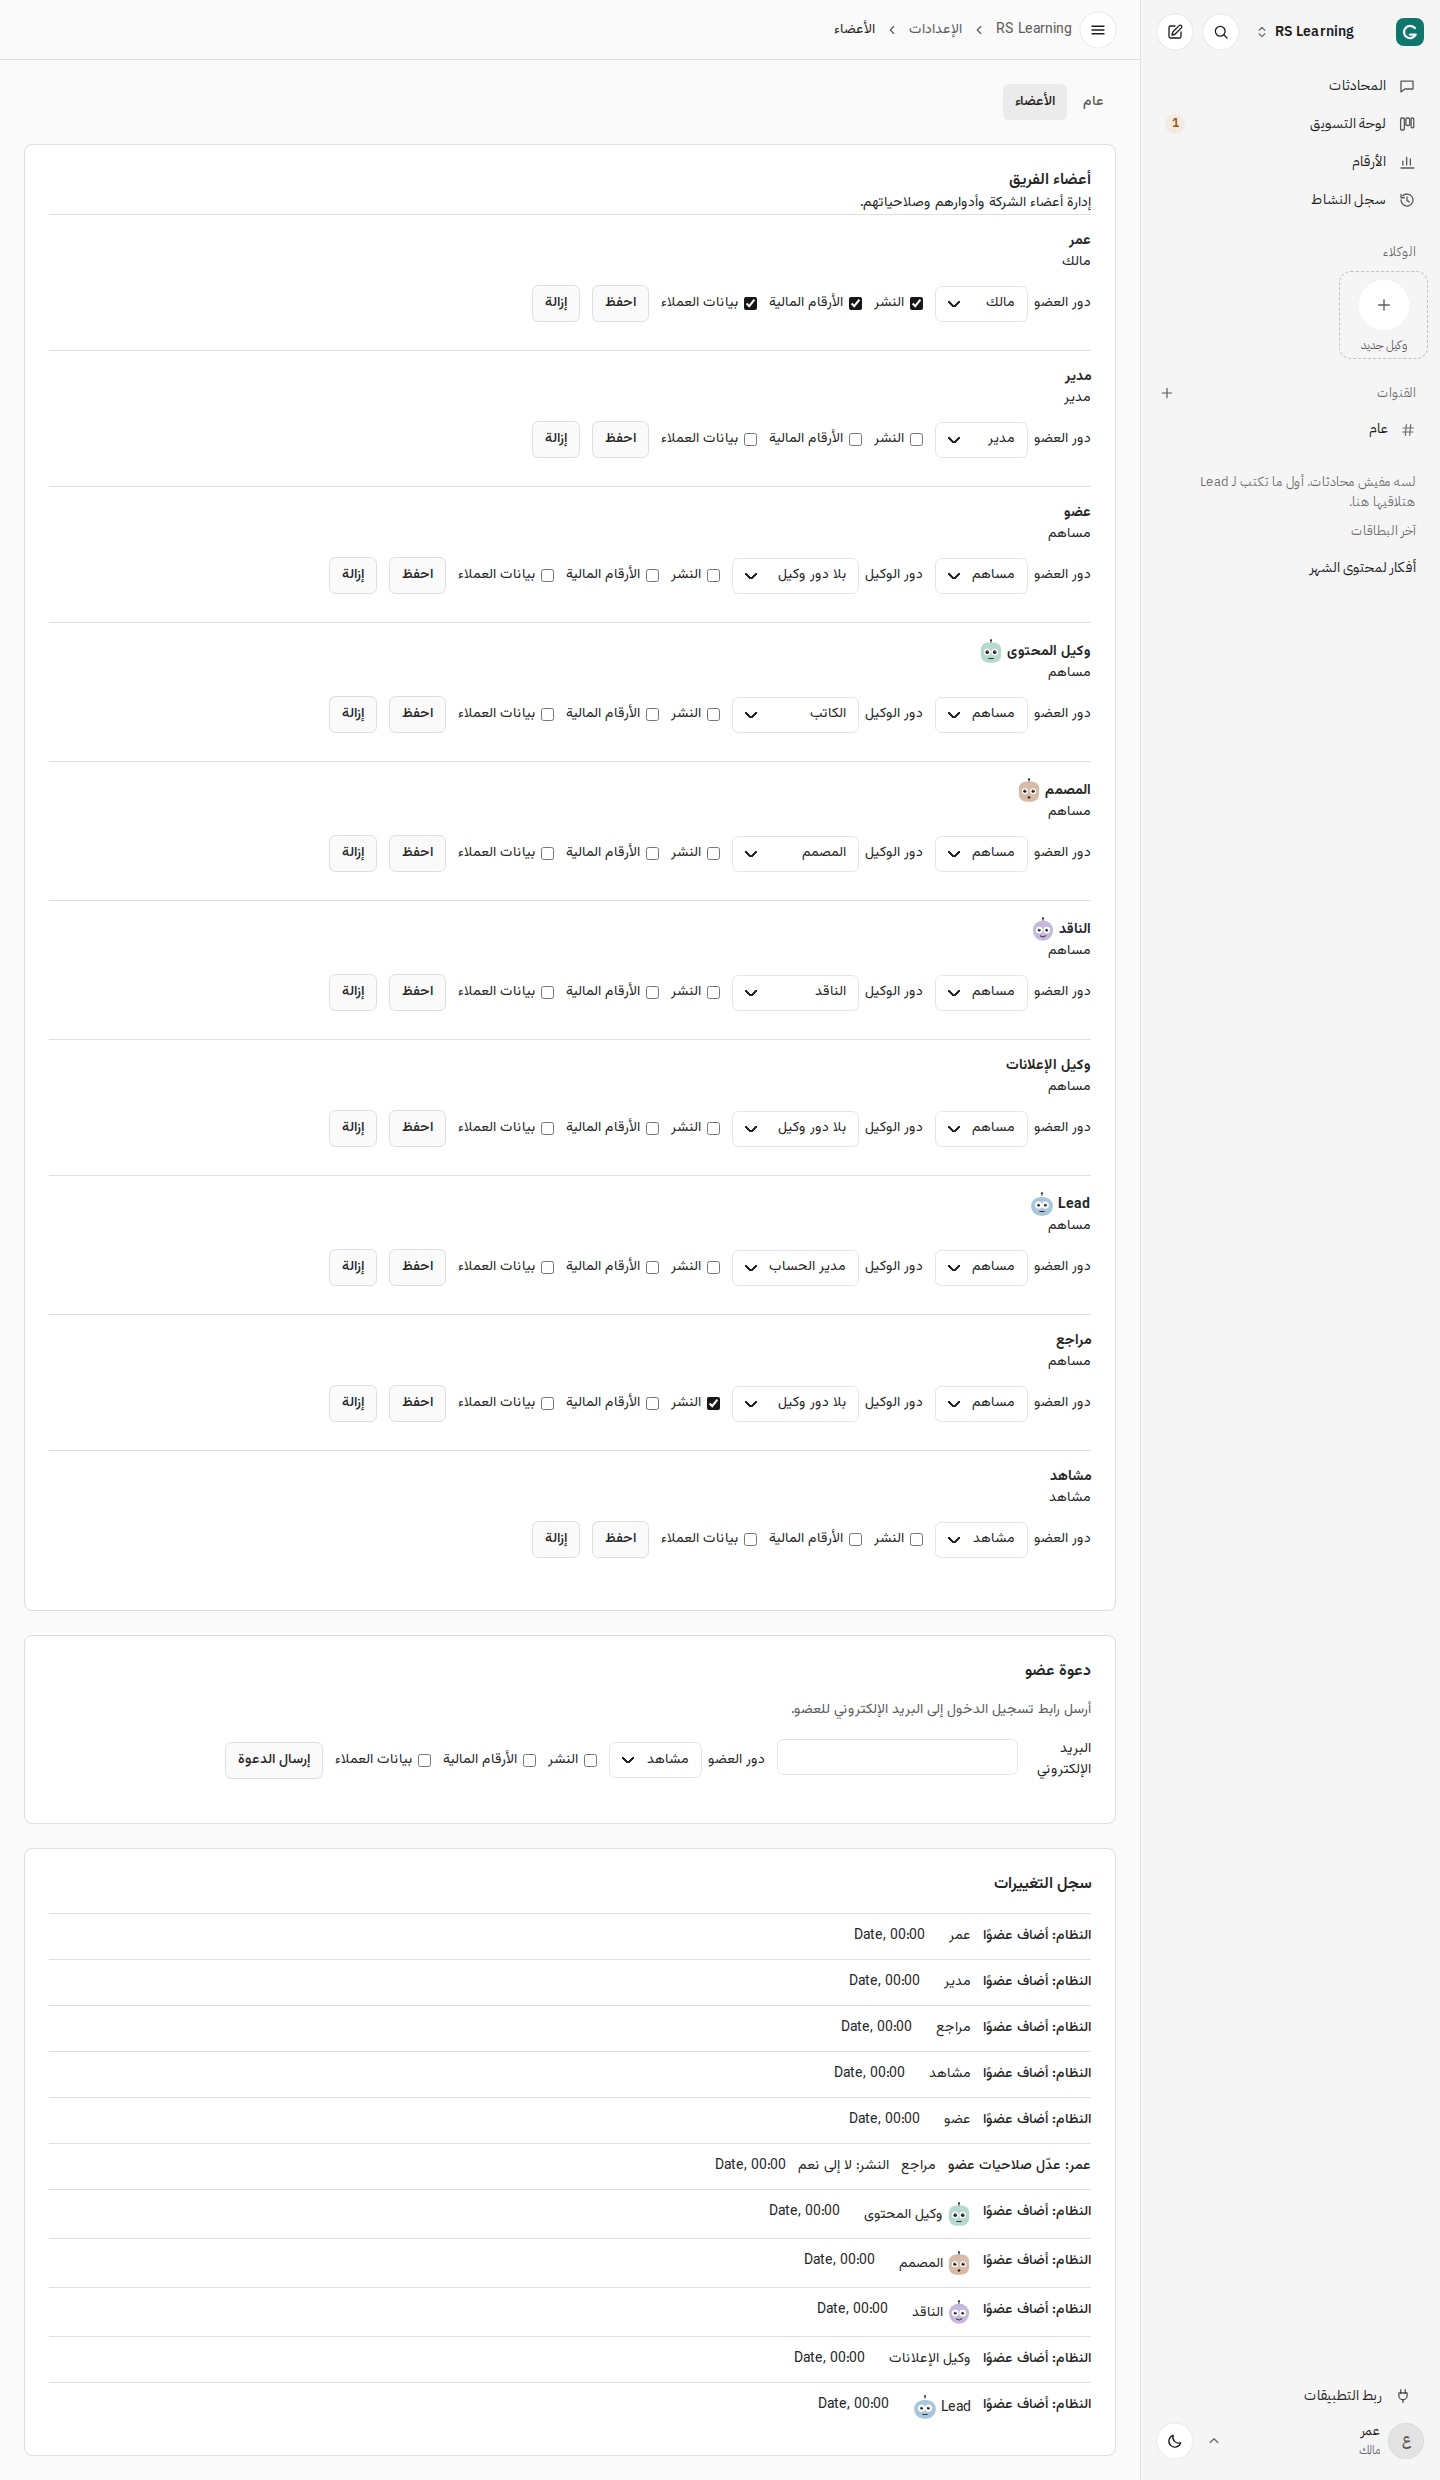 RS Learning
المحادثات
لوحة التسويق 1
الأرقام
سجل النشاط
الوكلاء
وكيل جديد
القنوات
عام
لسه مفيش محادثات. أول ما تكتب لـ Lead
هتلاقيها هنا.
آخر البطاقات
أفكار لمحتوى الشهر
ربط التطبيقات
ع
عمر
مالك
RS Learning الإعدادات الأعضاء
عام الأعضاء
أعضاء الفريق
إدارة أعضاء الشركة وأدوارهم وصلاحياتهم.
عمر
مالك
دور العضو مالك النشر الأرقام المالية بيانات العملاء احفظ إزالة
مدير
مدير
دور العضو مدير النشر الأرقام المالية بيانات العملاء احفظ إزالة
عضو
مساهم
دور العضو مساهم دور الوكيل بلا دور وكيل النشر الأرقام المالية بيانات العملاء احفظ إزالة
وكيل المحتوى
مساهم
دور العضو مساهم دور الوكيل الكاتب النشر الأرقام المالية بيانات العملاء احفظ إزالة
المصمم
مساهم
دور العضو مساهم دور الوكيل المصمم النشر الأرقام المالية بيانات العملاء احفظ إزالة
الناقد
مساهم
دور العضو مساهم دور الوكيل الناقد النشر الأرقام المالية بيانات العملاء احفظ إزالة
وكيل الإعلانات
مساهم
دور العضو مساهم دور الوكيل بلا دور وكيل النشر الأرقام المالية بيانات العملاء احفظ إزالة
Lead
مساهم
دور العضو مساهم دور الوكيل مدير الحساب النشر الأرقام المالية بيانات العملاء احفظ إزالة
مراجع
مساهم
دور العضو مساهم دور الوكيل بلا دور وكيل النشر الأرقام المالية بيانات العملاء احفظ إزالة
مشاهد
مشاهد
دور العضو مشاهد النشر الأرقام المالية بيانات العملاء احفظ إزالة
دعوة عضو
أرسل رابط تسجيل الدخول إلى البريد الإلكتروني للعضو.
البريد
الإلكتروني
دور العضو مشاهد النشر الأرقام المالية بيانات العملاء إرسال الدعوة
سجل التغييرات
النظام: أضاف عضوًا عمر Date, 00:00
النظام: أضاف عضوًا مدير Date, 00:00
النظام: أضاف عضوًا مراجع Date, 00:00
النظام: أضاف عضوًا مشاهد Date, 00:00
النظام: أضاف عضوًا عضو Date, 00:00
عمر: عدّل صلاحيات عضو مراجع النشر: لا إلى نعم Date, 00:00
النظام: أضاف عضوًا وكيل المحتوى Date, 00:00
النظام: أضاف عضوًا المصمم Date, 00:00
النظام: أضاف عضوًا الناقد Date, 00:00
النظام: أضاف عضوًا وكيل الإعلانات Date, 00:00
النظام: أضاف عضوًا Lead Date, 00:00